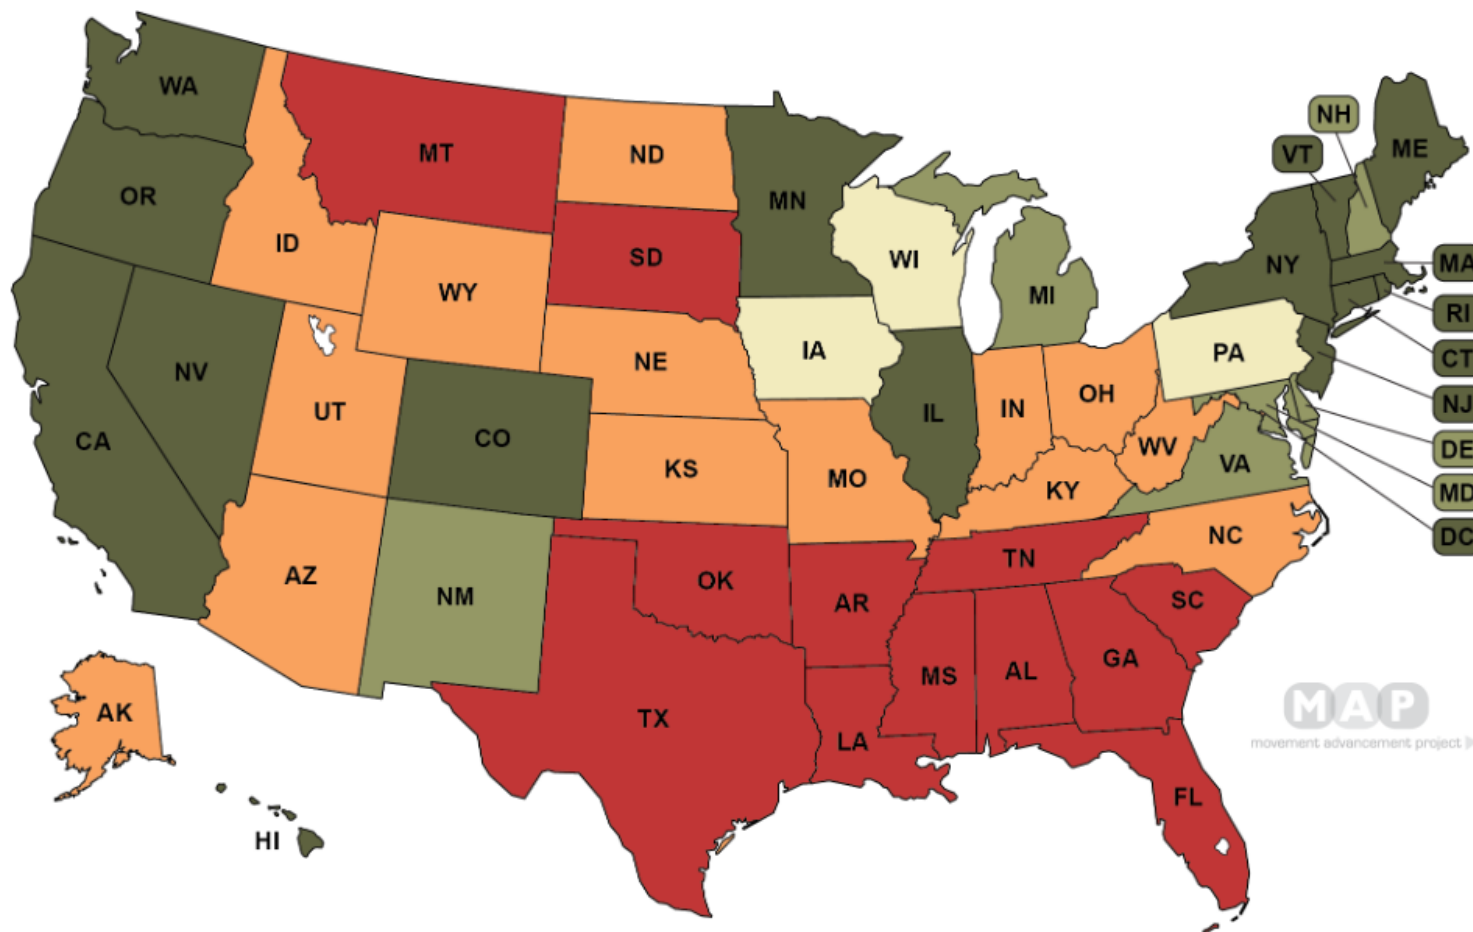 WA
MT
ND
MN
NH
VT
ME
OR
ID
SD
WI
MI
NY
MA
WY
RI
NV
UT
NE
IA
PA
CT
CA
CO
IL
IN
OH
NJ
KS
MO
WV
VA
DE
KY
MD
AZ
NM
OK
AR
TN
NC
DC
SC
AK
TX
LA
MS
AL
GA
MAP
movement advancement project
HI
FL